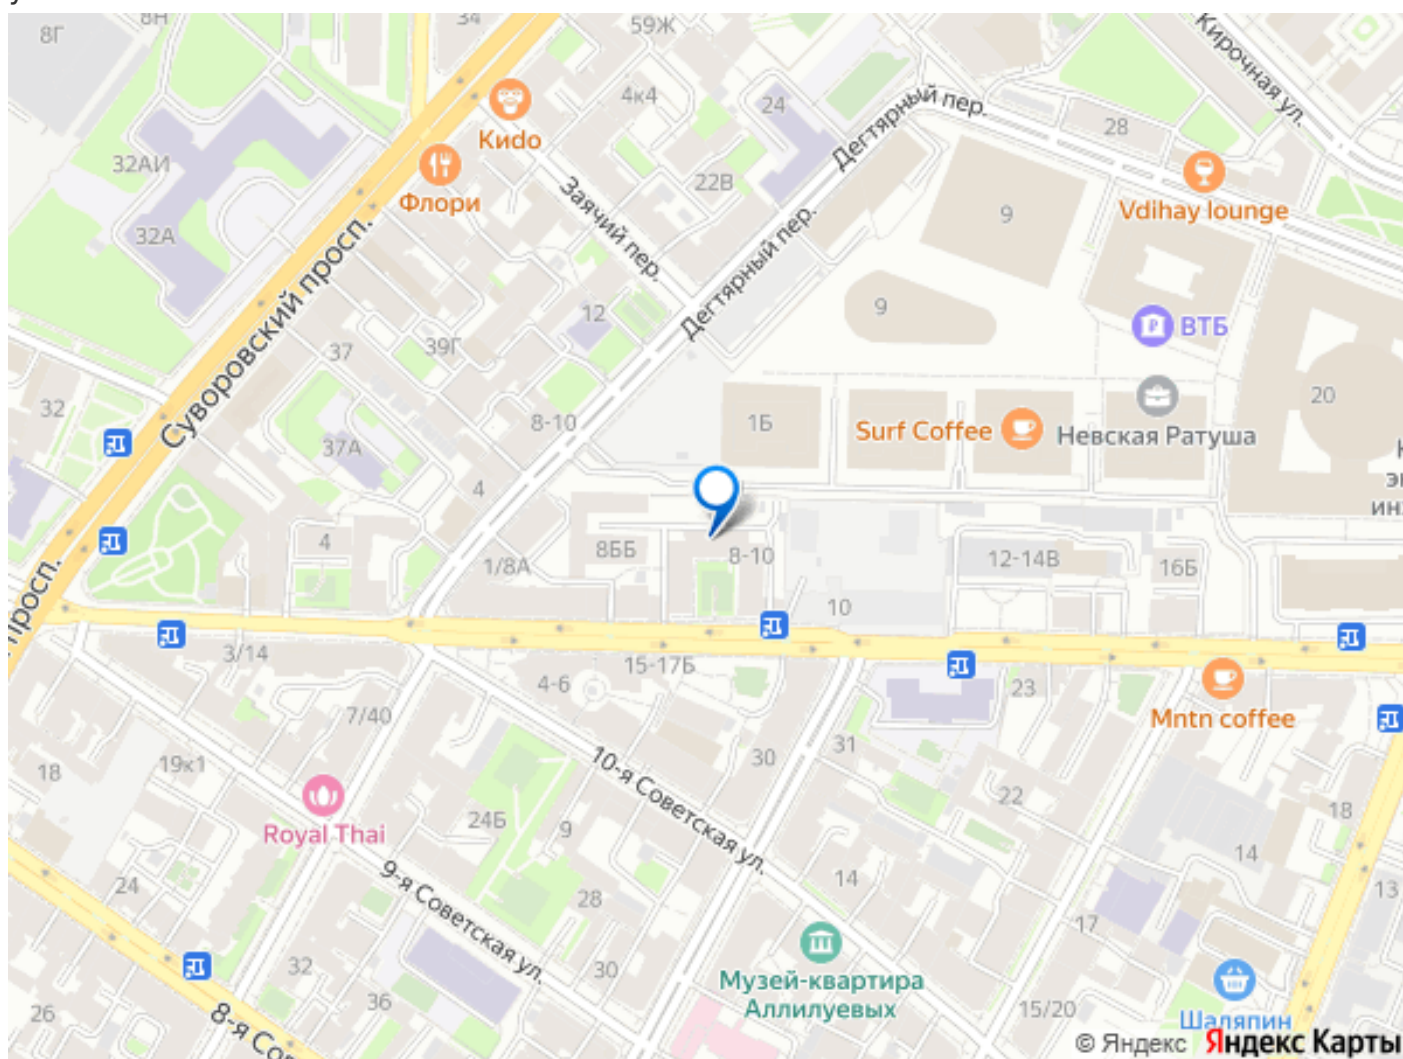 8Г
8Н
34
59Ж
Кирочная ул.
4к4
24
Дегтярный пер.
28
Киdo
32АИ
Флори
Заячий пер.
22В
Vdihay lounge
9
32А
Суворовский просп.
Дегтярный пер.
12
9
ВТБ
37
39Г
32
8-10
1Б
Surf Coffee
Невская Ратуша
20
37А
4
4
1/8А
8ББ
8-10
12-14В
16Б
10
просп.
3/14
15-17Б
4-6
23
Mntn coffee
7/40
31
30
18
19к1
10-я Советская ул.
22
18
Royal Thai
24Б
9
14
24
9-я Советская ул.
28
14
13
17
Музей-квартира
Аллилуевых
32
30
36
26
15/20
Шаляпин
© Яндекс Яндекс Карты